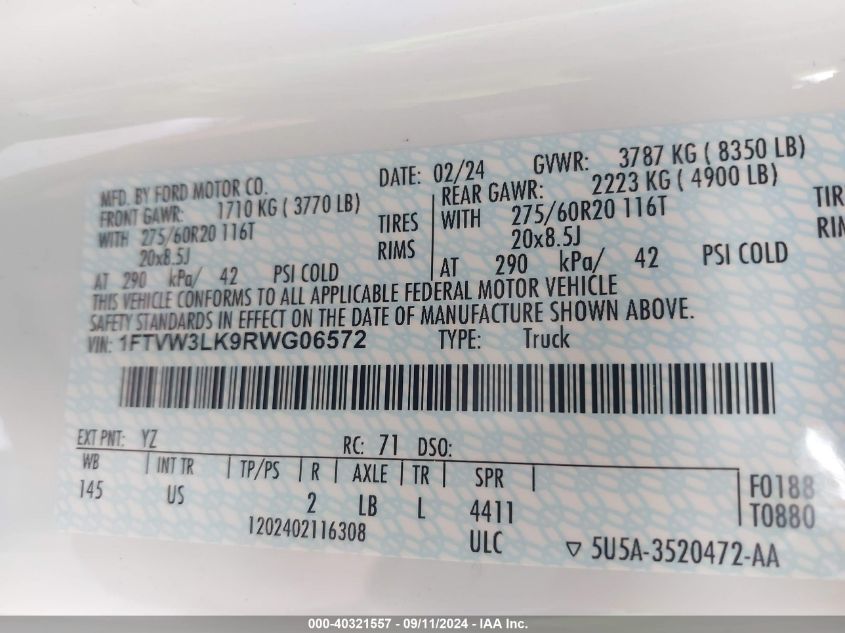 MFD. BY FORD MOTOR CO. DATE: 02/24 GVWR: 3787 KG ( 8350 LB)
FRONT GAWR: 1710 KG ( 3770 LB) REAR GAWR: 2223 KG ( 4900 LB)
WITH 275/60R20 116T TIRES WITH 275/60R20 116T TIR
20x8.5J RIMS 20x8.5J RIM
AT 290 kPa/ 42 PSI COLD AT 290 kPa/ 42 PSI COLD
THIS VEHICLE CONFORMS TO ALL APPLICABLE FEDERAL MOTOR VEHICLE
SAFETY STANDARDS IN EFFECT ON THE DATE OF MANUFACTURE SHOWN ABOVE.
VIN: 1FTVW3LK9RWG06572 TYPE: Truck
EXT PNT: YZ RC: 71 DSO:
WB INT TR TP/PS R AXLE TR SPR
145 US 2 LB L 4411
F0188
T0880
1202402116308 ULC
5U5A-3520472-AA
000-40321557 - 09/11/2024 - IAA Inc.